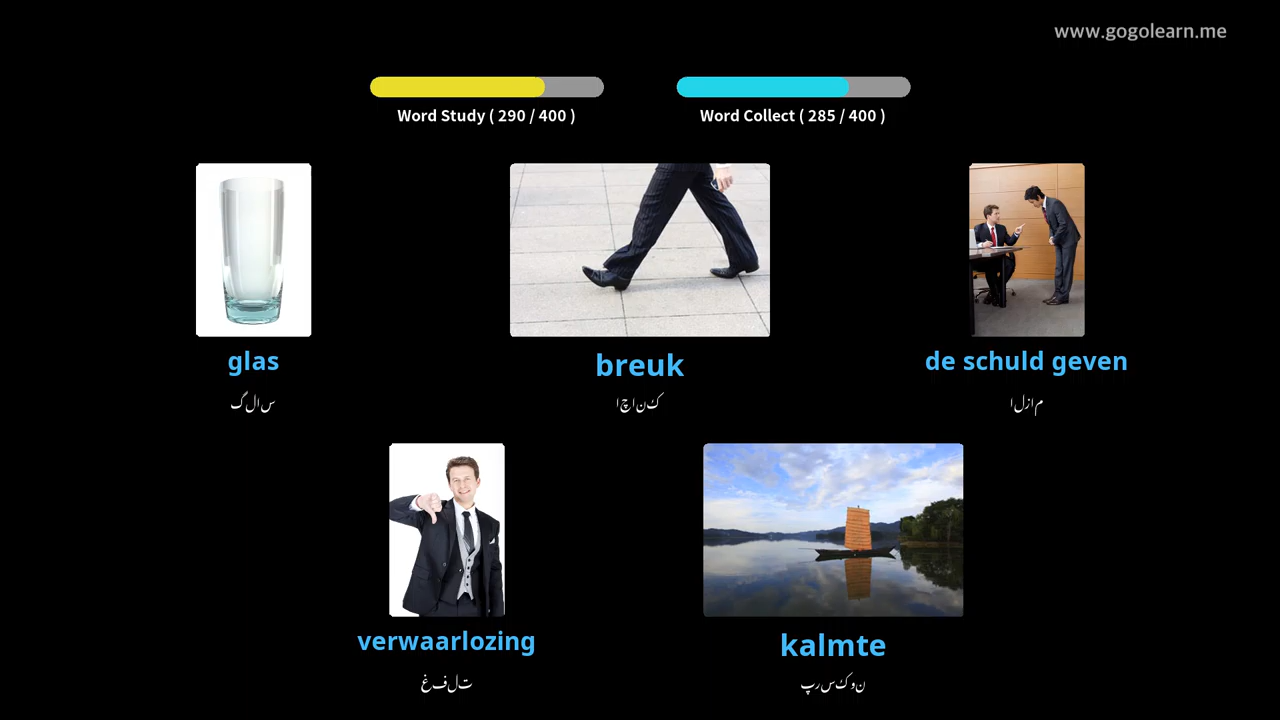 www.gogolearn.me
Word Study ( 290 / 400 )
Word Collect ( 285 / 400 )
glas
گلاس
breuk
اچانک
de schuld geven
الزام
verwaarlozing
غفلت
kalmte
پرسکون